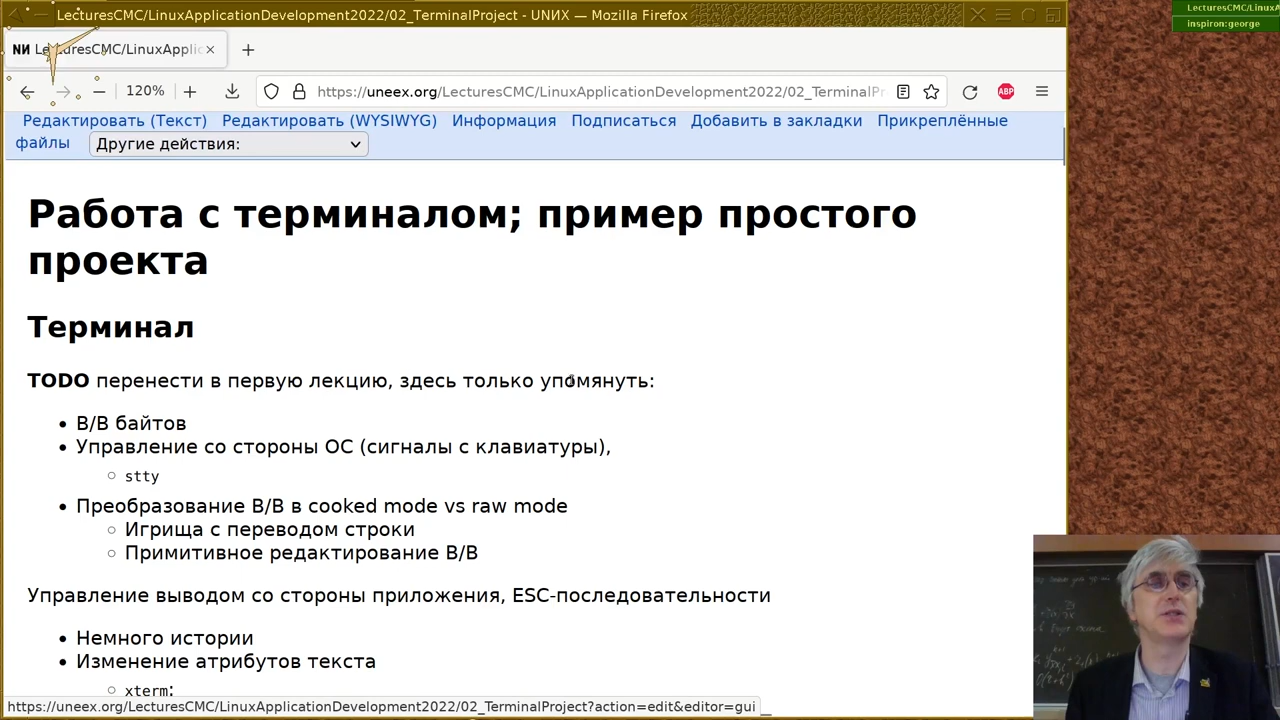 LecturesCMC/LinuxApplicationDevelopment2022/02_TerminalProject - UNИX — Mozilla Firefox
LecturesCMC/LinuxA
inspiron:george
NИ LecturesCMC/LinuxApplic
120%
https://uneex.org/LecturesCMC/LinuxApplicationDevelopment2022/02_TerminalPr
ABP
Редактировать (Текст) Редактировать (WYSIWYG) Информация Подписаться Добавить в закладки Прикреплённые
файлы Другие действия:
Работа с терминалом; пример простого
проекта
Терминал
TODO перенести в первую лекцию, здесь только упомянуть:
• В/В байтов
• Управление со стороны ОС (сигналы с клавиатуры),
○ stty
• Преобразование В/В в cooked mode vs raw mode
○ Игрища с переводом строки
○ Примитивное редактирование В/В
Управление выводом со стороны приложения, ESC-последовательности
• Немного истории
• Изменение атрибутов текста
○ xterm:
https://uneex.org/LecturesCMC/LinuxApplicationDevelopment2022/02_TerminalProject?action=edit&editor=gui